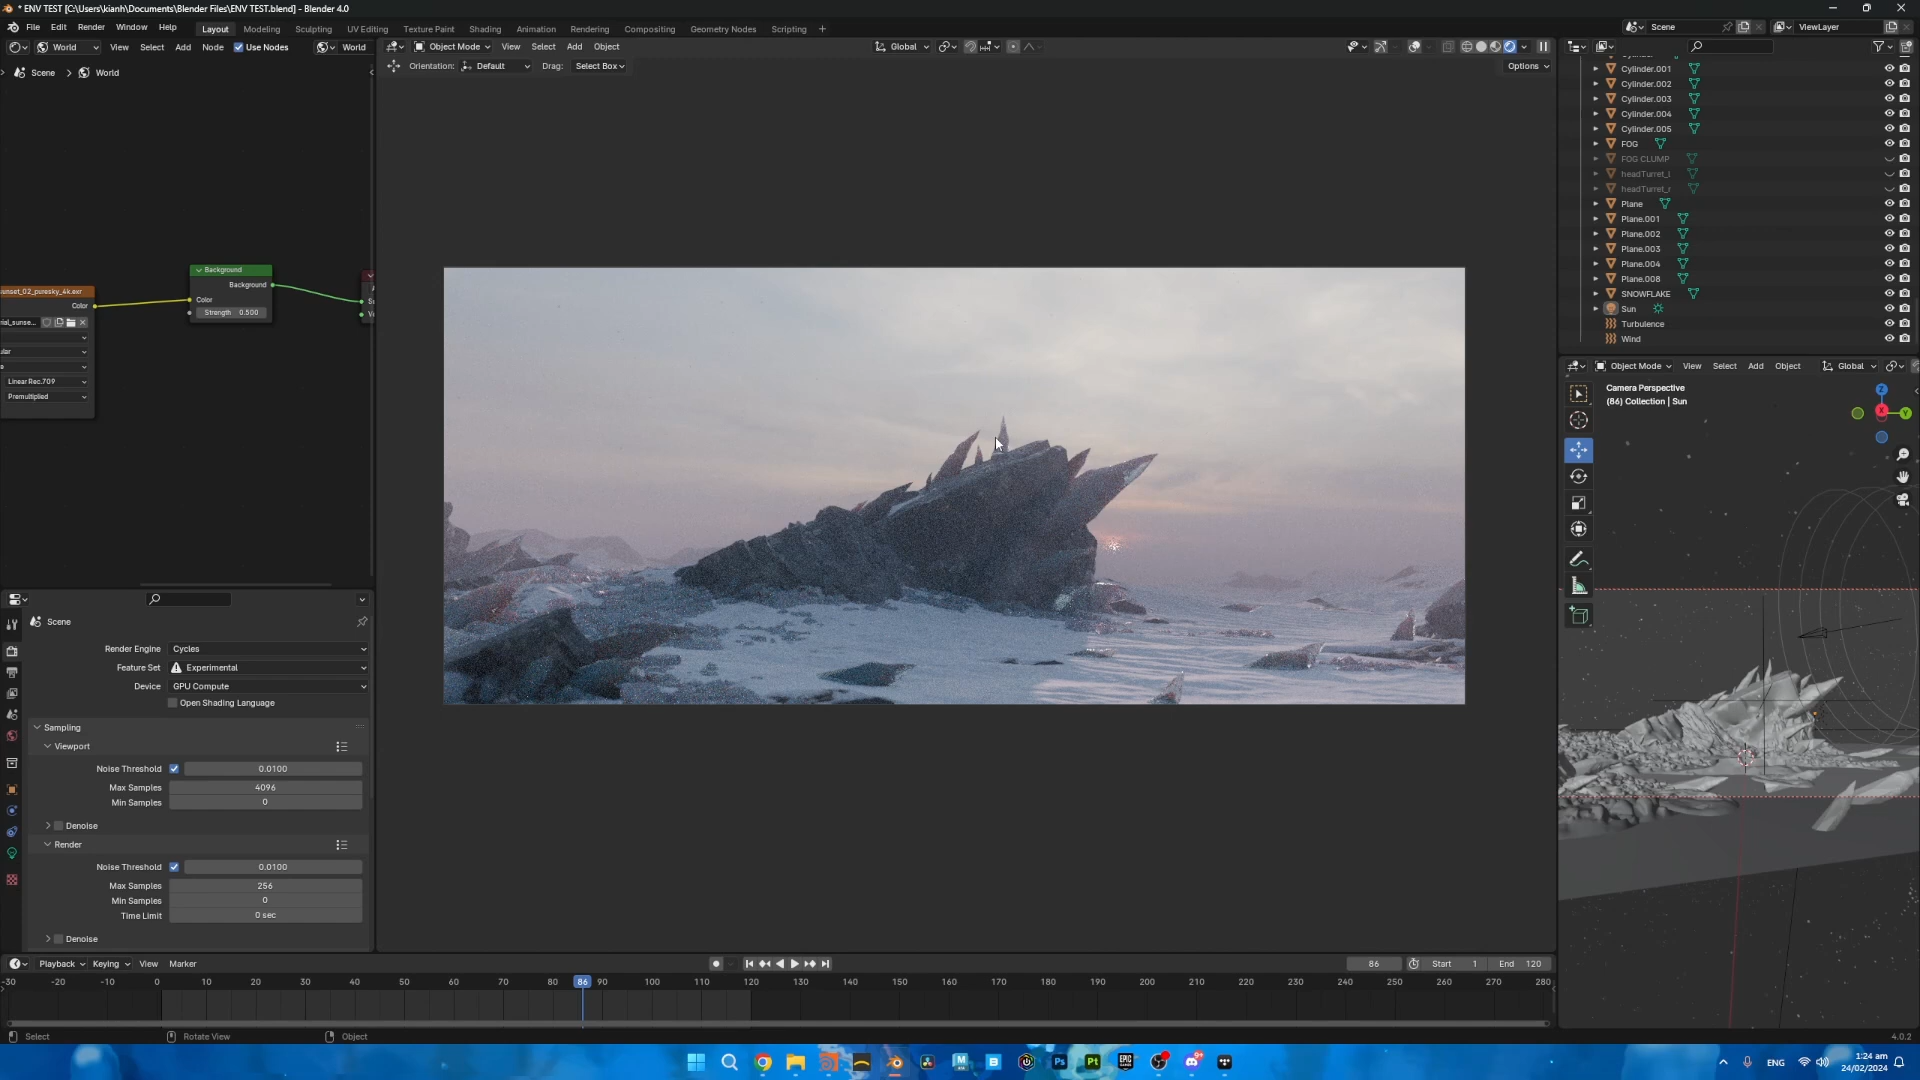 * ENV TEST [C:\Users\kianh\Documents\Blender Files\ENV TEST.blend] - Blender 4.0
File Edit Render Window Help Layout Modeling Sculpting UV Editing Texture Paint Shading Animation Rendering Compositing Geometry Nodes Scripting + Scene ViewLayer
World View Select Add Node Use Nodes World Object Mode View Select Add Object Global
Orientation: Default Drag: Select Box Options
Scene > World
Cylinder.001
Cylinder.002
Cylinder.003
Cylinder.004
Cylinder.005
FOG
FOG CLUMP
headTurret_l
headTurret_r
Plane
Plane.001
Plane.002
Plane.003
Plane.004
Plane.008
SNOWFLAKE
Sun
Turbulence
Wind
Background
Background
Color
Strength 0.500
unset_02_puresky_4k.exr
Color
rial_sunse...
Linear Rec.709
Premultiplied
Object Mode View Select Add Object Global
Camera Perspective
(86) Collection | Sun
Z
X
Y
Scene
Render Engine Cycles
Feature Set Experimental
Device GPU Compute
Open Shading Language
Sampling
Viewport
Noise Threshold 0.0100
Max Samples 4096
Min Samples 0
Denoise
Render
Noise Threshold 0.0100
Max Samples 256
Min Samples 0
Time Limit 0 sec
Denoise
Playback Keying View Marker 86 Start 1 End 120
-30 -20 -10 0 10 20 30 40 50 60 70 80 86 90 100 110 120 130 140 150 160 170 180 190 200 210 220 230 240 250 260 270 280
Select Rotate View Object 4.0.2
ENG 1:24 am
24/02/2024